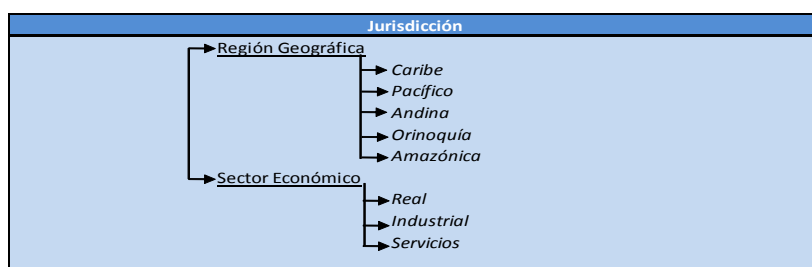 Jurisdicción
Región Geográfica
Caribe
Pacífico
Andina
Orinoquía
Amazónica
Sector Económico
Real
Industrial
Servicios